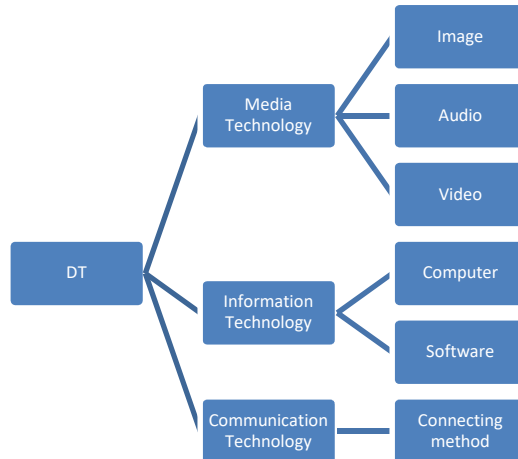 DT
Media
Technology
Image
Audio
Video
Information
Technology
Computer
Software
Communication
Technology
Connecting
method